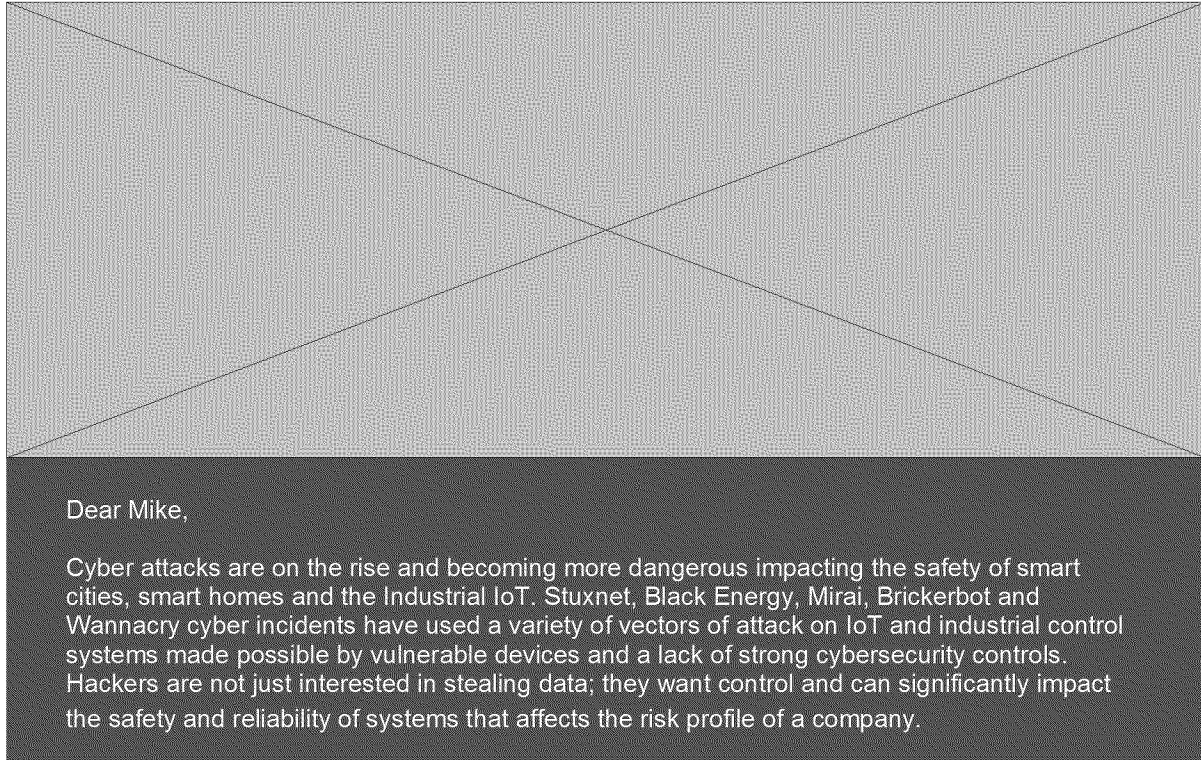 Dear Mike,
Cyber attacks are on the rise and becoming more dangerous impacting the safety of smart
cities, smart homes and the Industrial IoT. Stuxnet, Black Energy, Mirai, Brickerbot and
Wannacry cyber incidents have used a variety of vectors of attack on IoT and industrial control
systems made possible by vulnerable devices and a lack of strong cybersecurity controls.
Hackers are not just interested in stealing data; they want control and can significantly impact
the safety and reliability of systems that affects the risk profile of a company.